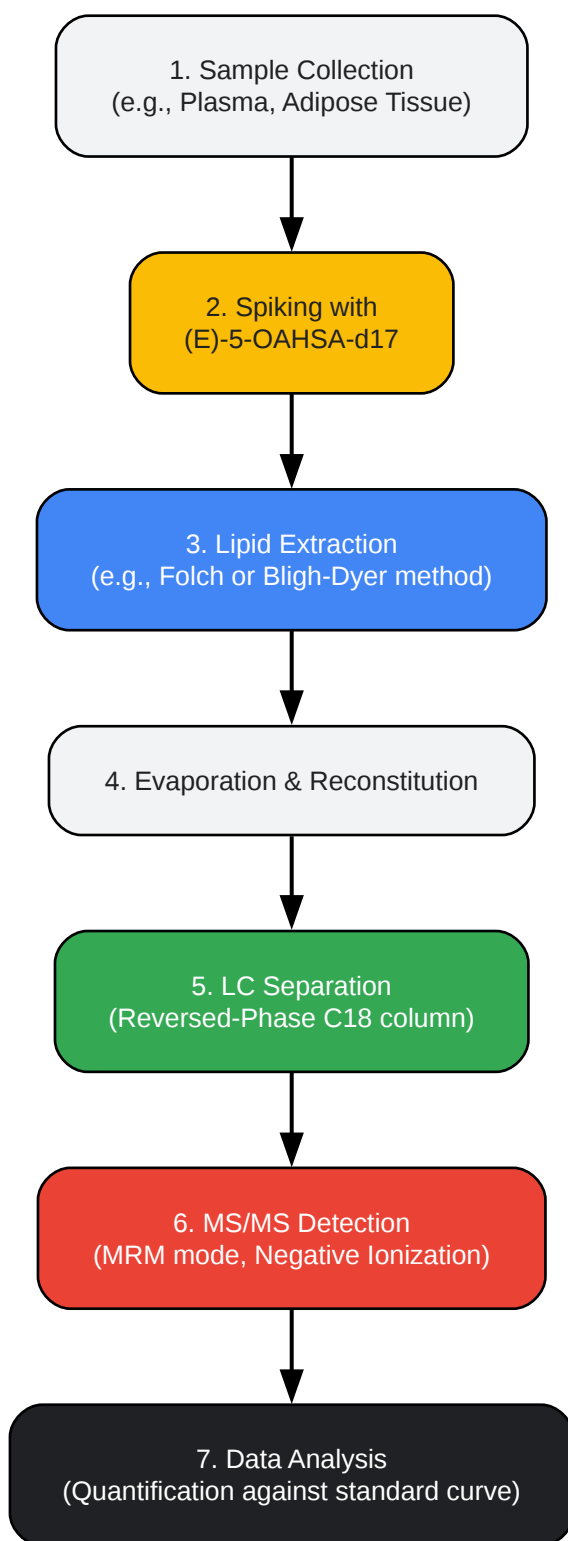 1. Sample Collection
(e.g., Plasma, Adipose Tissue)
2. Spiking with
(E)-5-OAHSA-d17
3. Lipid Extraction
(e.g., Folch or Bligh-Dyer method)
4. Evaporation & Reconstitution
5. LC Separation
(Reversed-Phase C18 column)
6. MS/MS Detection
(MRM mode, Negative Ionization)
7. Data Analysis
(Quantification against standard curve)